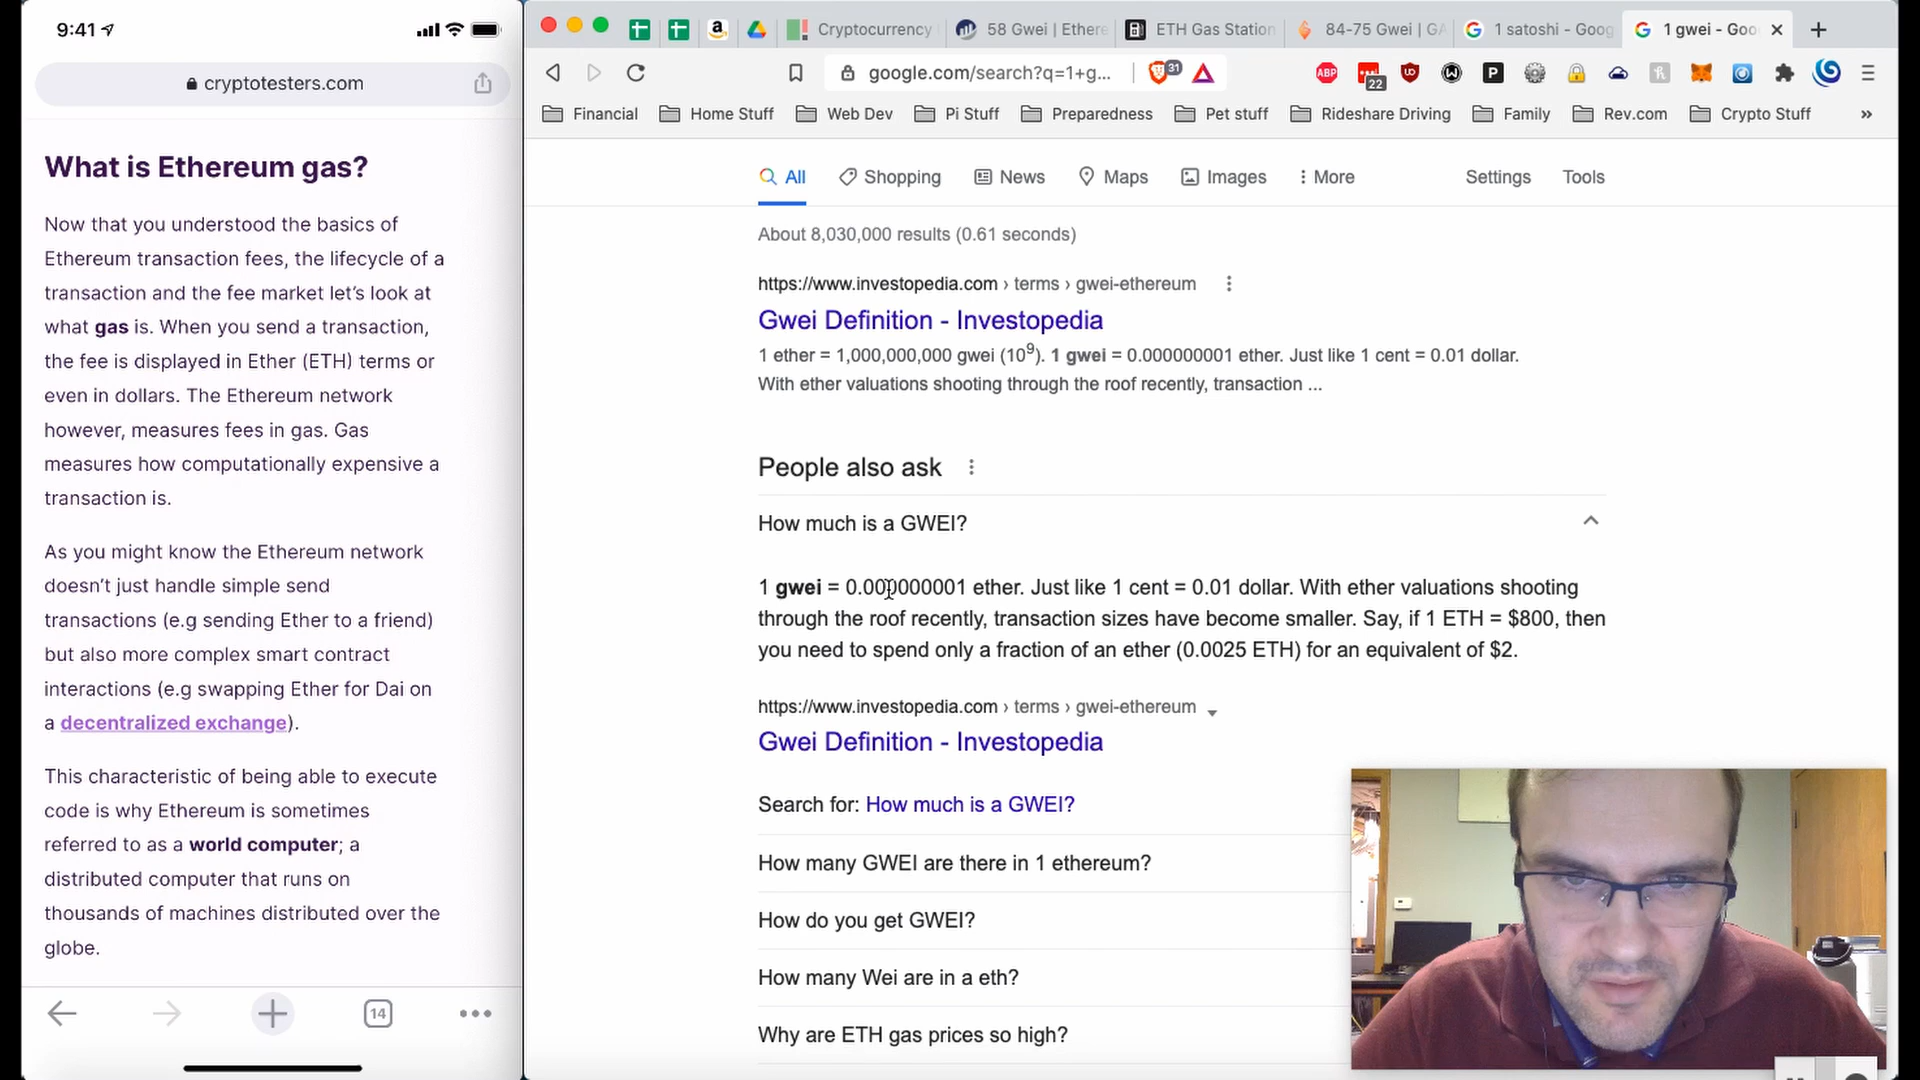 9:41
cryptotesters.com
What is Ethereum gas?
Now that you understood the basics of
Ethereum transaction fees, the lifecycle of a
transaction and the fee market let's look at
what gas is. When you send a transaction,
the fee is displayed in Ether (ETH) terms or
even in dollars. The Ethereum network
however, measures fees in gas. Gas
measures how computationally expensive a
transaction is.
As you might know the Ethereum network
doesn't just handle simple send
transactions (e.g sending Ether to a friend)
but also more complex smart contract
interactions (e.g swapping Ether for Dai on
a decentralized exchange).
This characteristic of being able to execute
code is why Ethereum is sometimes
referred to as a world computer; a
distributed computer that runs on
thousands of machines distributed over the
globe.
14
Cryptocurrency
58 Gwei | Ethere
ETH Gas Station
84-75 Gwei | GA
1 satoshi - Goog
1 gwei - Goo
google.com/search?q=1+g...
31
ABP
22
Financial
Home Stuff
Web Dev
Pi Stuff
Preparedness
Pet stuff
Rideshare Driving
Family
Rev.com
Crypto Stuff
»
All
Shopping
News
Maps
Images
More
Settings
Tools
About 8,030,000 results (0.61 seconds)
https://www.investopedia.com › terms › gwei-ethereum
Gwei Definition - Investopedia
1 ether = 1,000,000,000 gwei (10⁹). 1 gwei = 0.000000001 ether. Just like 1 cent = 0.01 dollar.
With ether valuations shooting through the roof recently, transaction ...
People also ask
How much is a GWEI?
1 gwei = 0.000000001 ether. Just like 1 cent = 0.01 dollar. With ether valuations shooting
through the roof recently, transaction sizes have become smaller. Say, if 1 ETH = $800, then
you need to spend only a fraction of an ether (0.0025 ETH) for an equivalent of $2.
https://www.investopedia.com › terms › gwei-ethereum
Gwei Definition - Investopedia
Search for: How much is a GWEI?
How many GWEI are there in 1 ethereum?
How do you get GWEI?
How many Wei are in a eth?
Why are ETH gas prices so high?